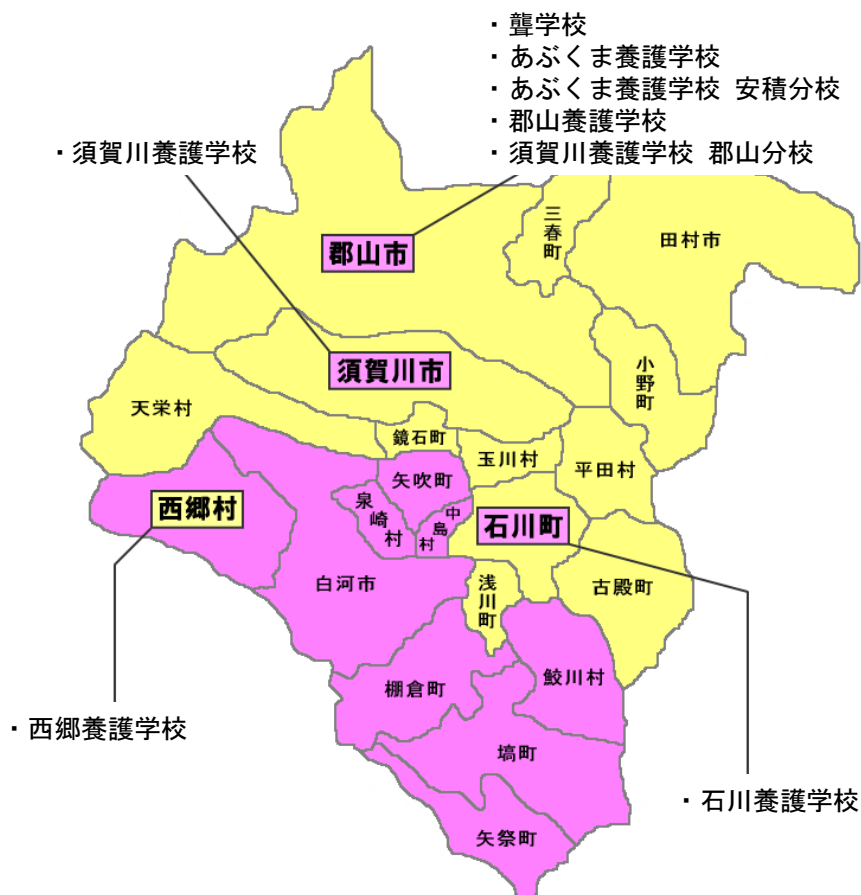 ・聾学校
・あぶくま養護学校
・あぶくま養護学校 安積分校
・郡山養護学校
・須賀川養護学校 郡山分校
・須賀川養護学校
三春町
田村市
郡山市
小野町
須賀川市
天栄村
鏡石町
玉川村
平田村
矢吹町
泉崎村
中島村
西郷村
石川町
白河市
浅川町
古殿町
棚倉町
鮫川村
・西郷養護学校
塙町
・石川養護学校
矢祭町